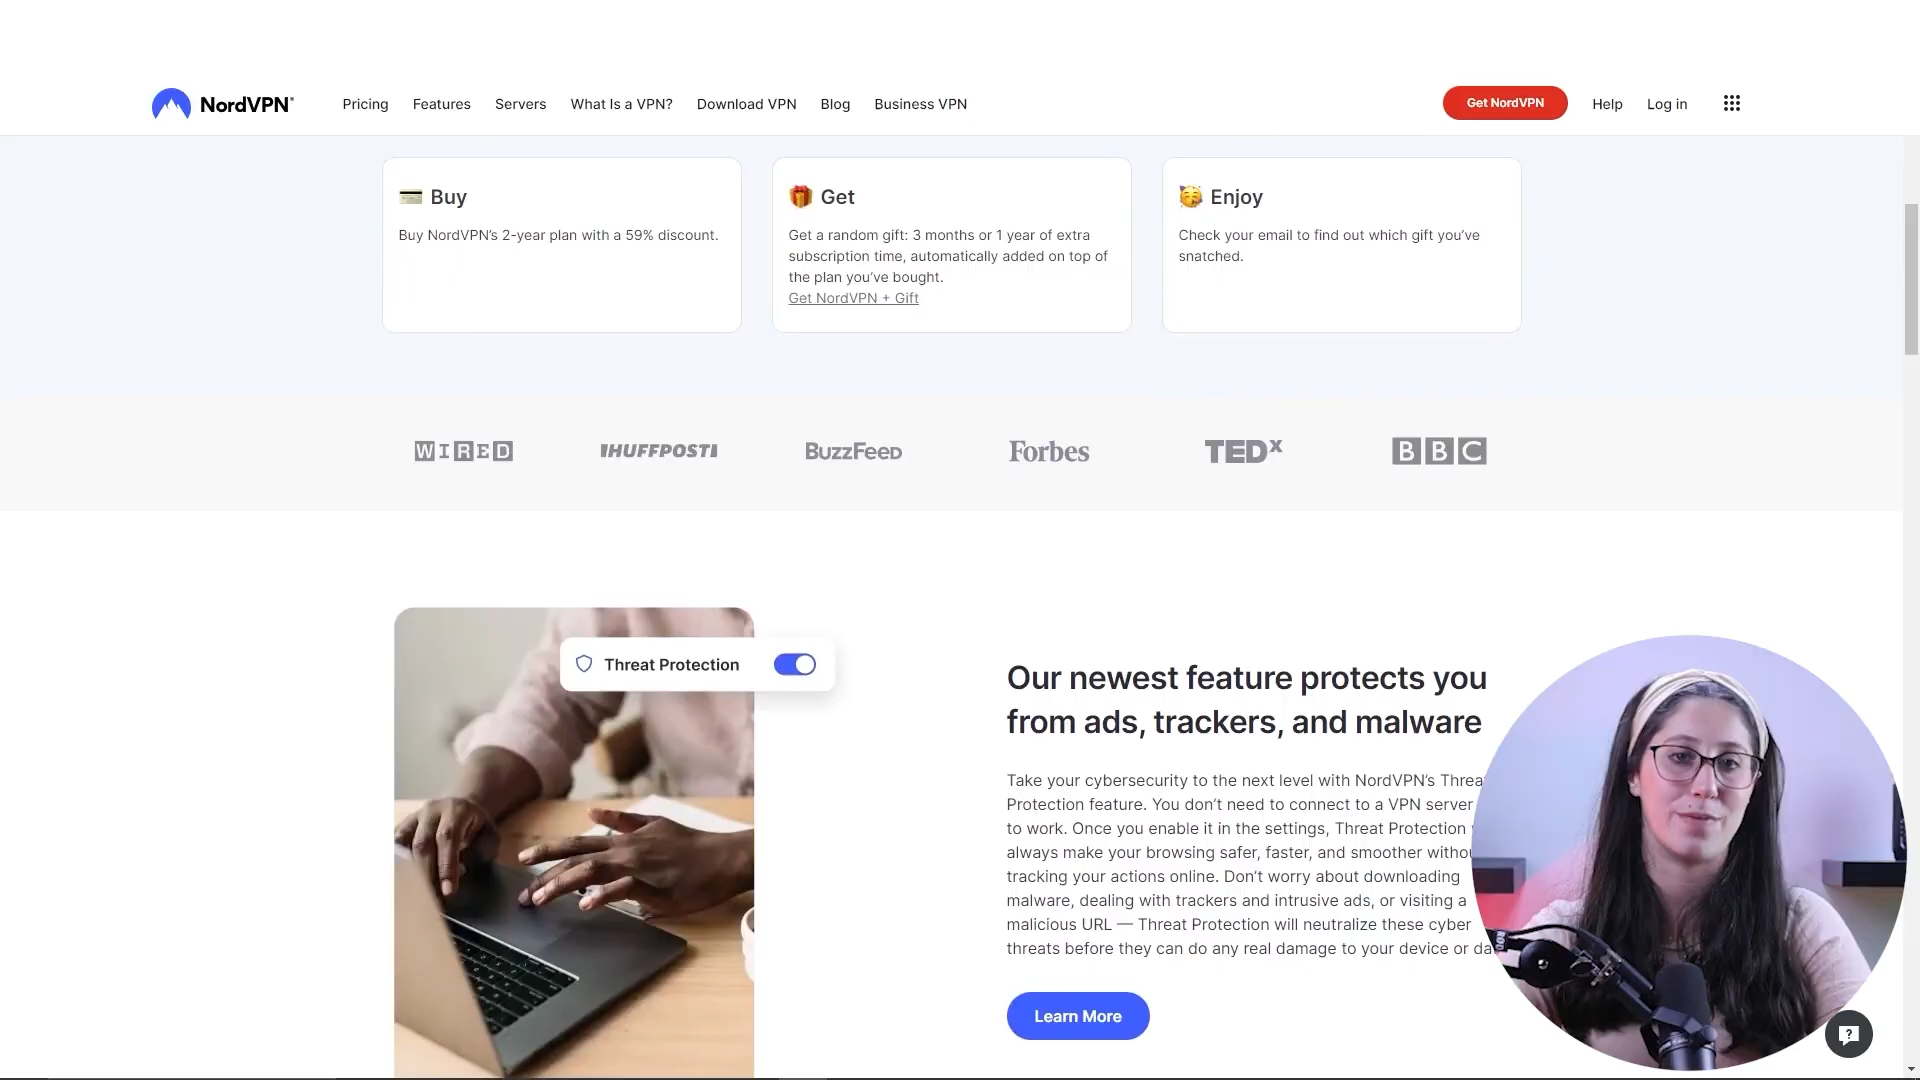 NordVPN®
Pricing
Features
Servers
What Is a VPN?
Download VPN
Blog
Business VPN
Get NordVPN
Help
Log in
Buy
Buy NordVPN’s 2-year plan with a 59% discount.
Get
Get a random gift: 3 months or 1 year of extra
subscription time, automatically added on top of
the plan you’ve bought.
Get NordVPN + Gift
Enjoy
Check your email to find out which gift you’ve
snatched.
WIRED
HUFFPOST
BuzzFeed
Forbes
TEDx
BBC
Threat Protection
Our newest feature protects you
from ads, trackers, and malware
Take your cybersecurity to the next level with NordVPN’s
Protection feature. You don’t need to connect to a VPN server
to work. Once you enable it in the settings, Threat Protection
always make your browsing safer, faster, and smoother
tracking your actions online. Don’t worry about downloading
malware, dealing with trackers and intrusive ads, or visiting a
malicious URL — Threat Protection will neutralize these cyber
threats before they can do any real damage to your device or
Learn More
?